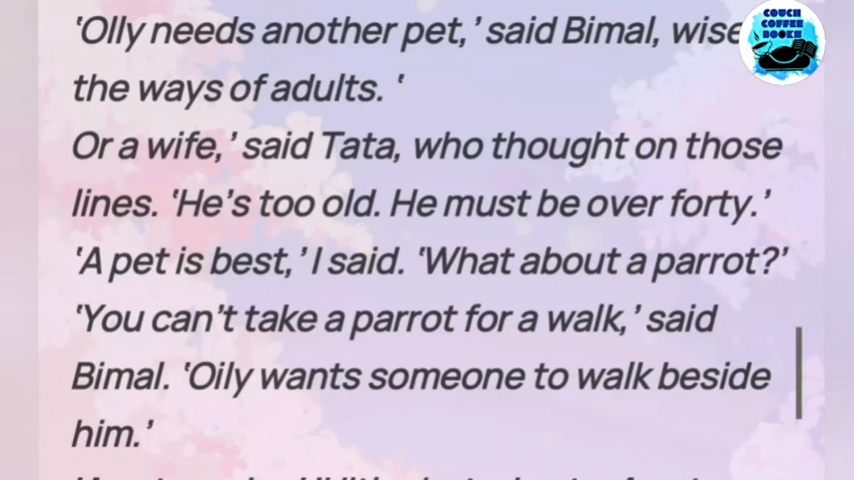 ‘Olly needs another pet, ’ said Bimal, wise
the ways of adults. ‘
Or a wife, ’ said Tata, who thought on those
lines. ‘He’s too old. He must be over forty.’
‘A pet is best, ’ I said. ‘What about a parrot?’
‘You can’t take a parrot for a walk, ’ said
Bimal. ‘Oily wants someone to walk beside
him.’
COUCH
COFFEE
BOOKS